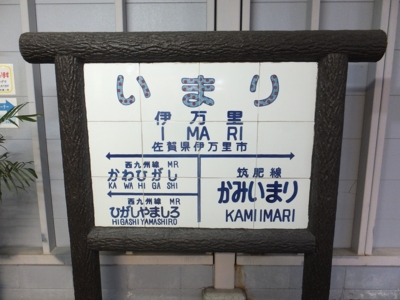 いまり
伊万里
I MA RI
佐賀県伊万里市
西九州線 MR
かわひがし
KA WA HI GA SHI
西九州線 MR
ひがしやましろ
HIGASHIYAMASHIRO
筑肥線
かみいまり
KAMI IMARI